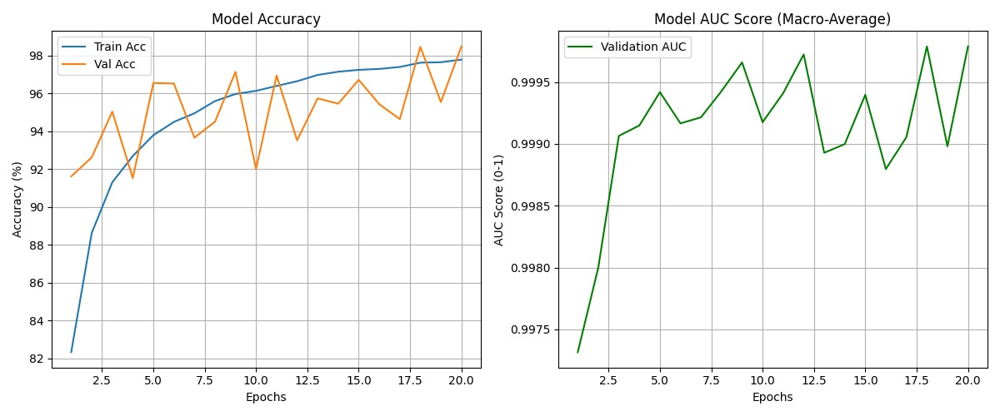 Model Accuracy
Train Acc
Val Acc
Accuracy (%)
98
96
94
92
90
88
86
84
82
2.5 5.0 7.5 10.0 12.5 15.0 17.5 20.0
Epochs
Model AUC Score (Macro-Average)
Validation AUC
AUC Score (0-1)
0.9995
0.9990
0.9985
0.9980
0.9975
2.5 5.0 7.5 10.0 12.5 15.0 17.5 20.0
Epochs